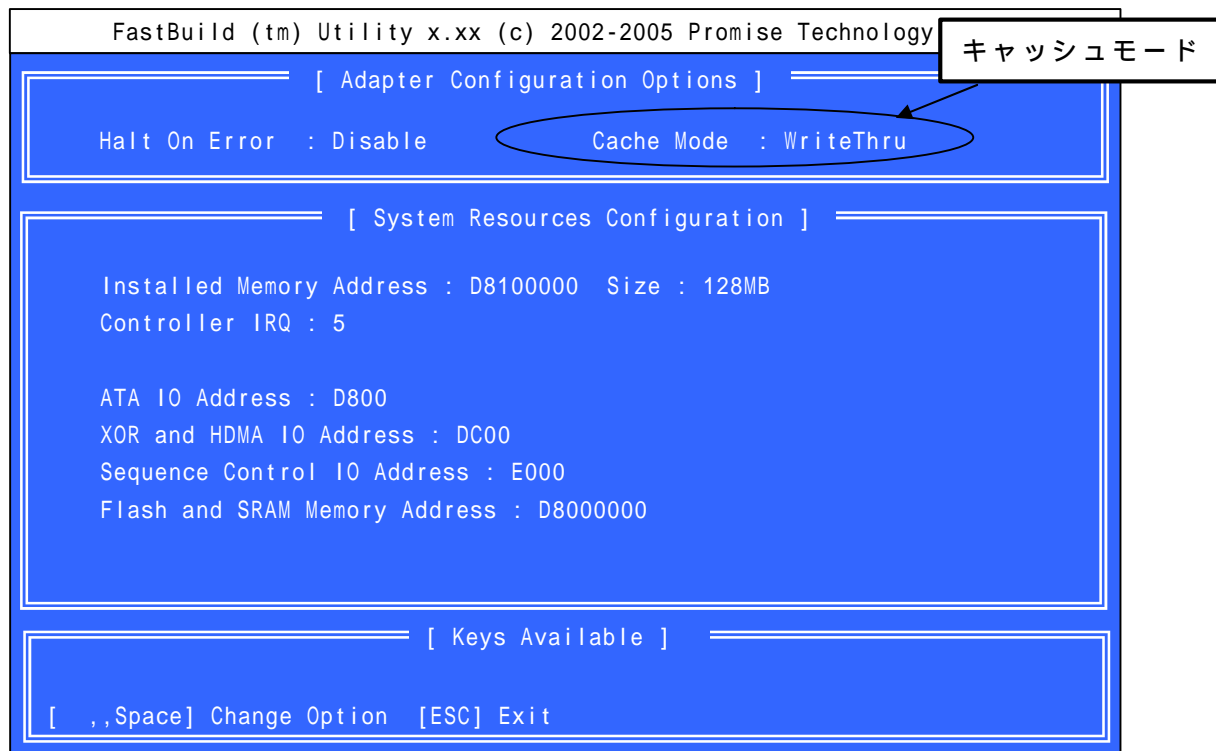 FastBuild (tm) Utility x.xx (c) 2002-2005 Promise Technology
キャッシュモード
[ Adapter Configuration Options ]
Halt On Error : Disable Cache Mode : WriteThru
[ System Resources Configuration ]
Installed Memory Address : D8100000 Size : 128MB
Controller IRQ : 5
ATA IO Address : D800
XOR and HDMA IO Address : DC00
Sequence Control IO Address : E000
Flash and SRAM Memory Address : D8000000
[ Keys Available ]
[ ,,Space] Change Option [ESC] Exit